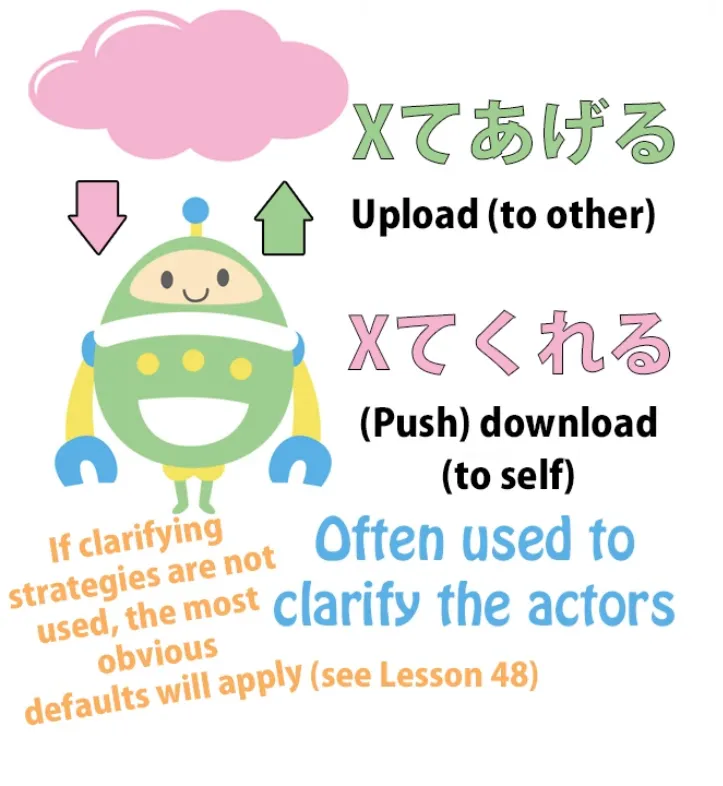 Xてあげる
Upload (to other)
Xてくれる
(Push) download
(to self)
Often used to
clarify the actors
If clarifying
strategies are not
used, the most
obvious
defaults will apply (see Lesson 48)